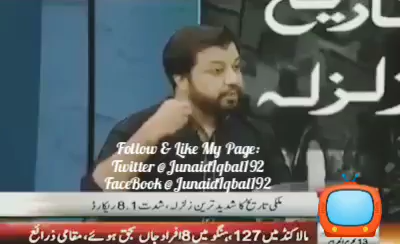 تاریخ
زلزلہ
Follow & Like My Page:
Twitter @JunaidIqbal192
FaceBook @JunaidIqbal192
ملکی تاریخ کا شدید ترین زلزلہ، شدت 8.1 ریکارڈ
مالاکنڈ میں 127، ہنگو میں 8 افراد جاں بحق ہوئے، مقامی ذرائع